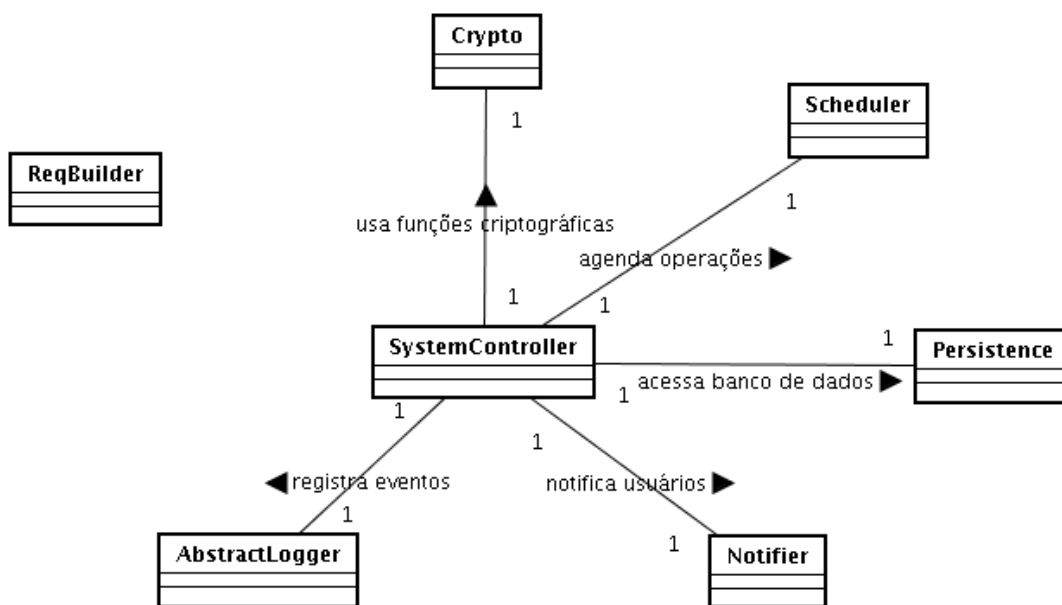 Crypto
Scheduler
1
ReqBuilder
1
usa funções criptográficas
agenda operações
1
1
SystemController
1
Persistence
acessa banco de dados
1
1
1
registra eventos
notifica usuários
1
1
AbstractLogger
Notifier